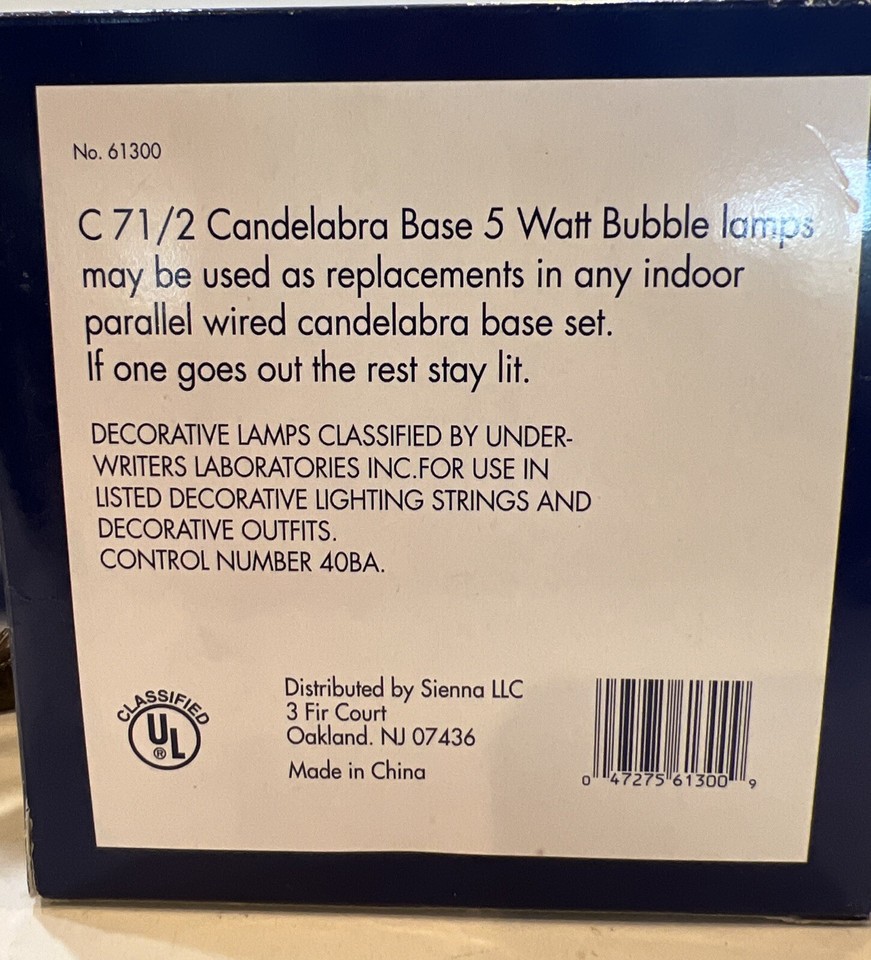 No. 61300
C 7 1/2 Candelabra Base 5 Watt Bubble lamps
may be used as replacements in any indoor
parallel wired candelabra base set.
If one goes out the rest stay lit.
DECORATIVE LAMPS CLASSIFIED BY UNDER-
WRITERS LABORATORIES INC.FOR USE IN
LISTED DECORATIVE LIGHTING STRINGS AND
DECORATIVE OUTFITS.
CONTROL NUMBER 40BA.
CLASSIFIED
UL
®
Distributed by Sienna LLC
3 Fir Court
Oakland. NJ 07436
Made in China
0 47275 61300 9